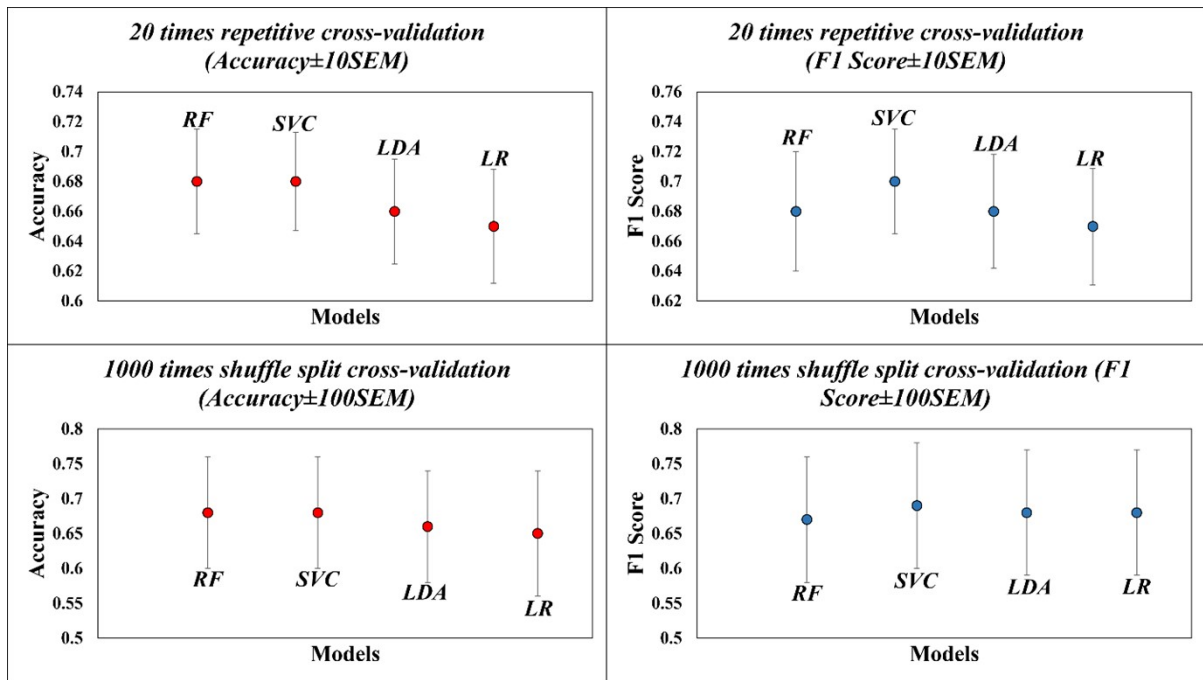 20 times repetitive cross-validation
(Accuracy±10SEM)
0.74
0.72
0.7
0.68
0.66
0.64
0.62
0.6
Accuracy
RF
SVC
LDA
LR
Models
20 times repetitive cross-validation
(F1 Score±10SEM)
0.76
0.74
0.72
0.7
0.68
0.66
0.64
0.62
F1 Score
RF
SVC
LDA
LR
Models
1000 times shuffle split cross-validation
(Accuracy±100SEM)
0.8
0.75
0.7
0.65
0.6
0.55
0.5
Accuracy
RF
SVC
LDA
LR
Models
1000 times shuffle split cross-validation (F1
Score±100SEM)
0.8
0.75
0.7
0.65
0.6
0.55
0.5
F1 Score
RF
SVC
LDA
LR
Models